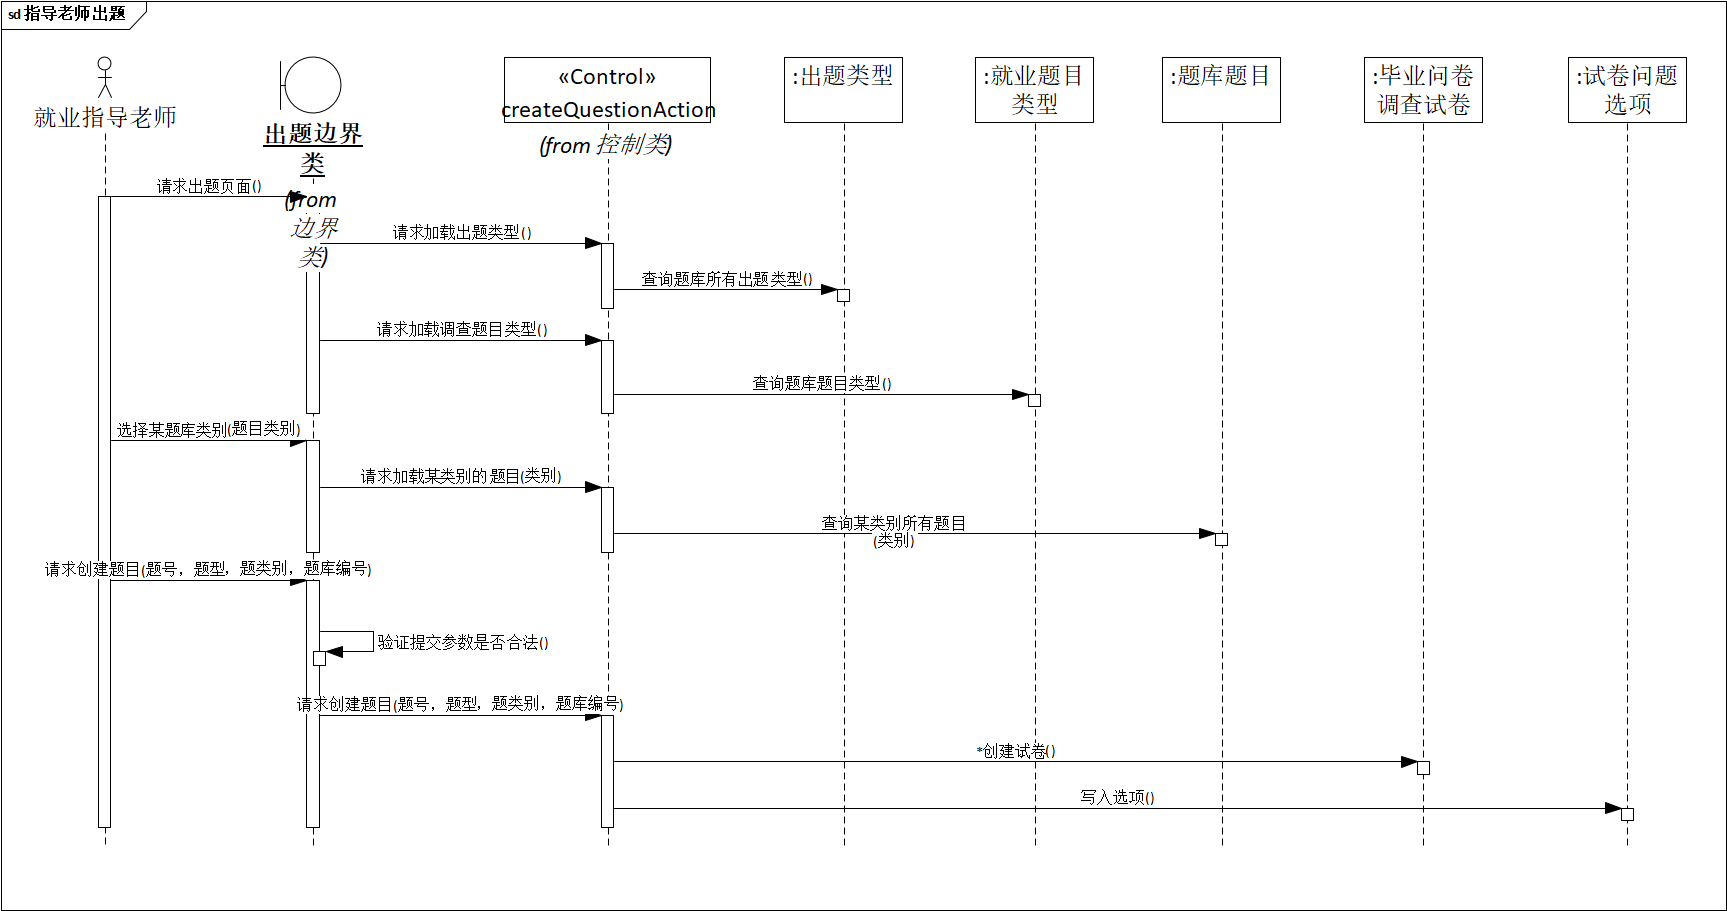 sd 指导老师出题
就业指导老师
出题边界
类
(from
边界
类)
«Control»
createQuestionAction
(from 控制类)
:出题类型
:就业题目
类型
:题库题目
:毕业问卷
调查试卷
:试卷问题
选项
请求出题页面()
请求加载出题类型()
查询题库所有出题类型()
请求加载调查题目类型()
查询题库题目类型()
选择某题库类别(题目类别)
请求加载某类别的题目(类别)
查询某类别所有题目
(类别)
请求创建题目(题号，题型，题类别，题库编号)
验证提交参数是否合法()
请求创建题目(题号，题型，题类别，题库编号)
*创建试卷()
写入选项()